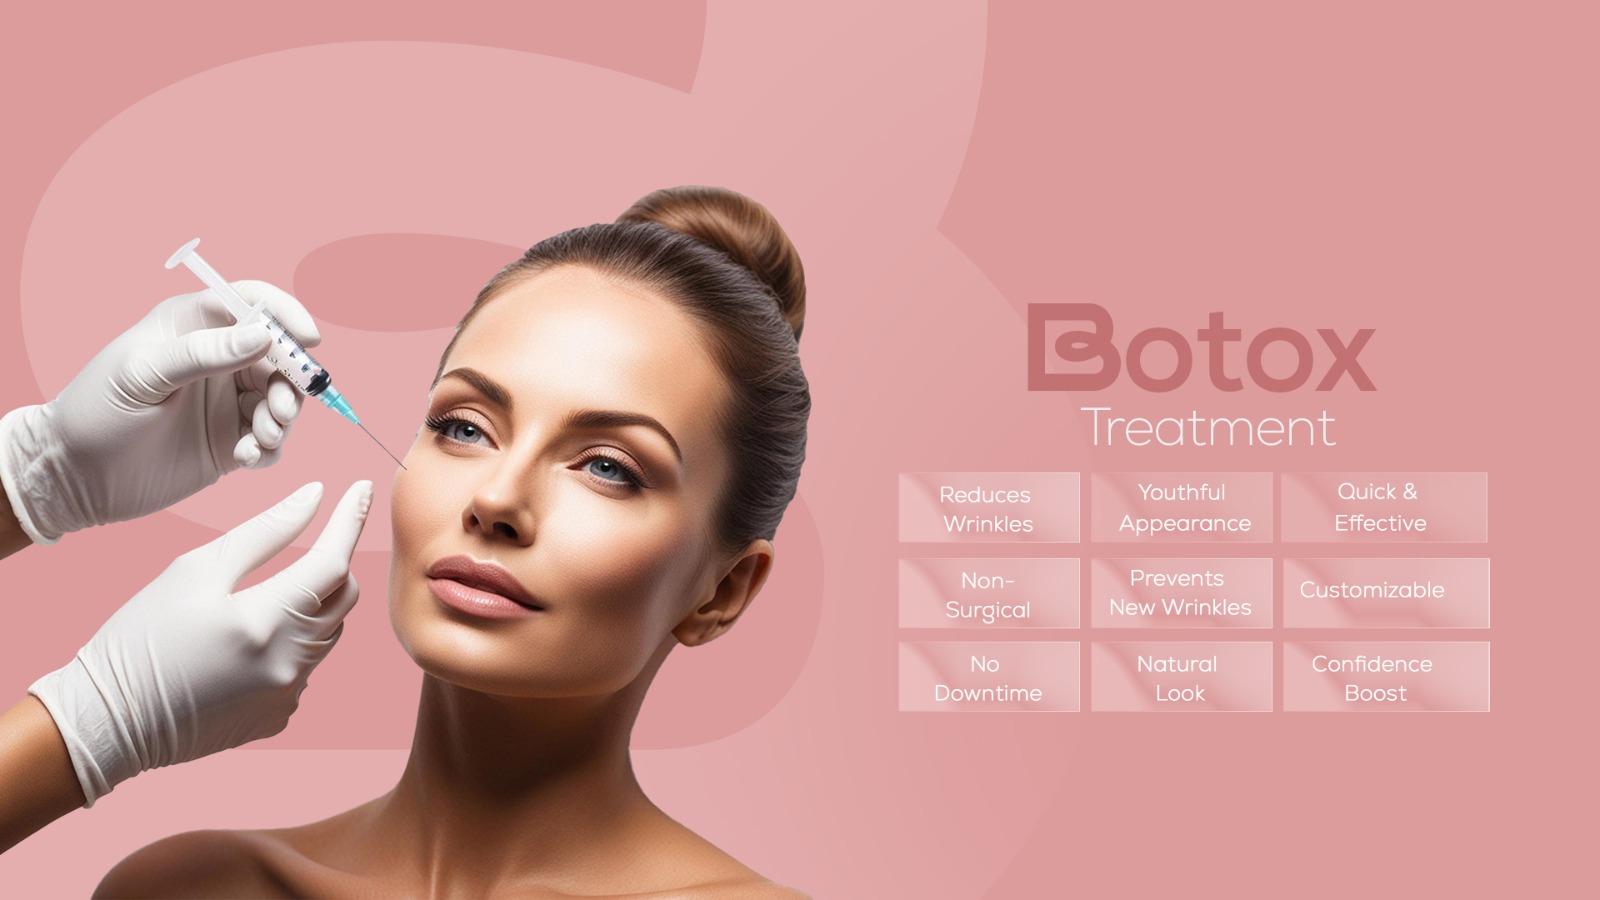 Botox
Treatment
Reduces
Wrinkles
Youthful
Appearance
Quick &
Effective
Non-
Surgical
Prevents
New Wrinkles
Customizable
No
Downtime
Natural
Look
Confidence
Boost